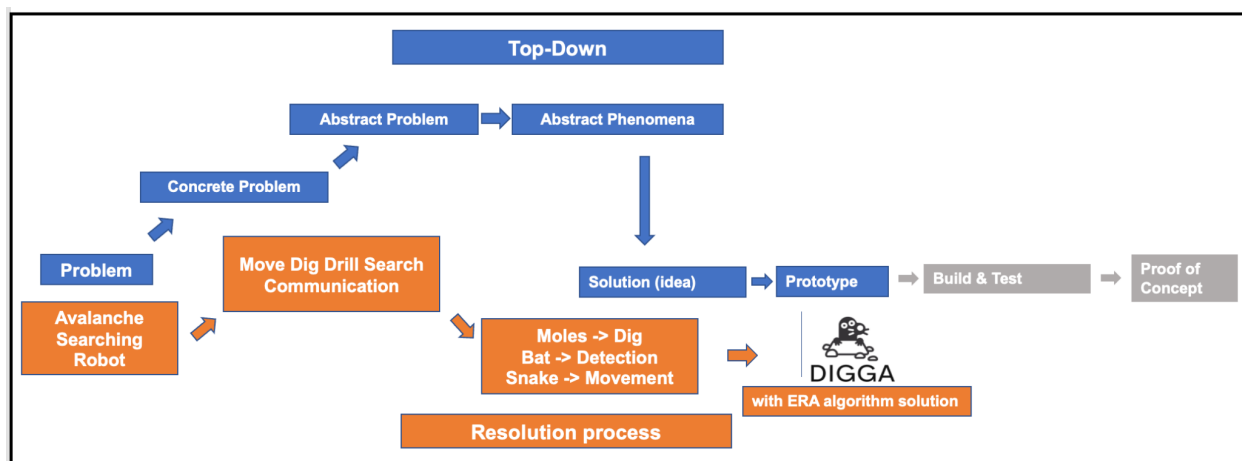 Top-Down
Abstract Problem
Abstract Phenomena
Concrete Problem
Problem
Move Dig Drill Search
Communication
Solution (idea)
Prototype
Build & Test
Proof of
Concept
Avalanche
Searching
Robot
Moles -> Dig
Bat -> Detection
Snake -> Movement
DIGGA
with ERA algorithm solution
Resolution process